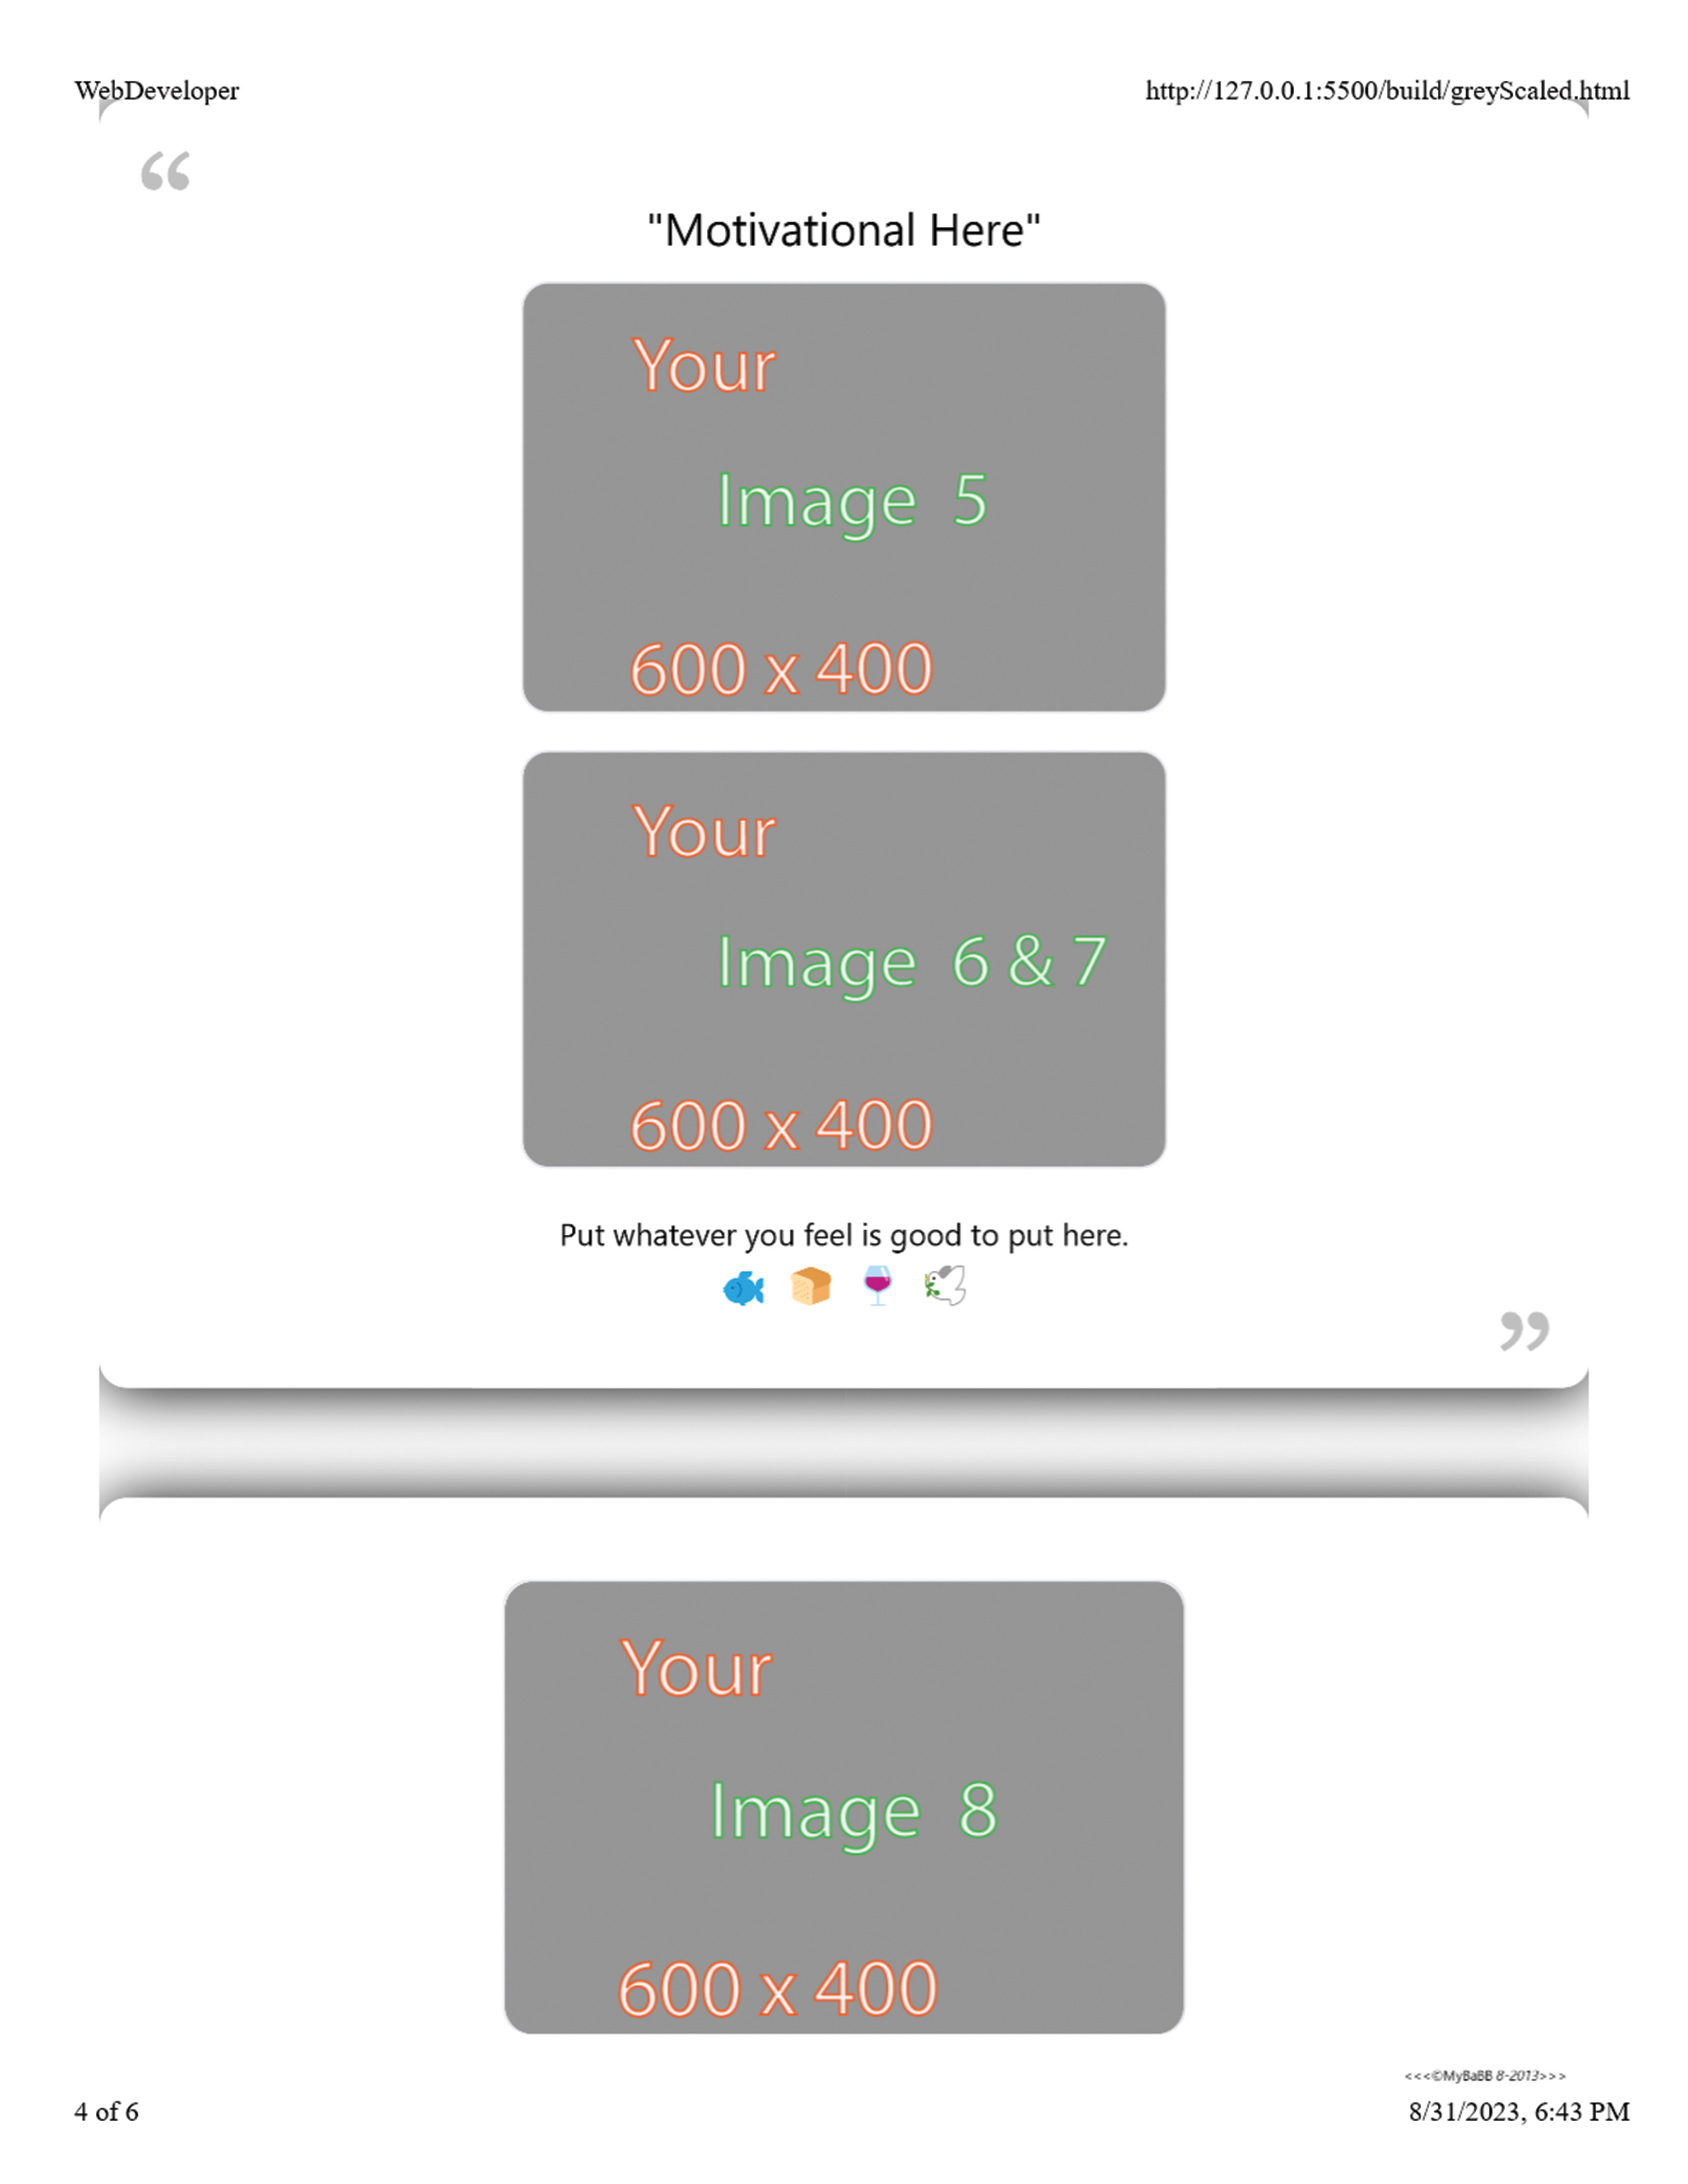 WebDeveloper http://127.0.0.1:5500/build/greyScaled.html
“
"Motivational Here"
Your
Image 5
600 x 400
Your
Image 6 & 7
600 x 400
Put whatever you feel is good to put here.
🐟 🍞 🍷 🕊️
”
Your
Image 8
600 x 400
<<<©MyBaBB 8-2013>>>
4 of 6 8/31/2023, 6:43 PM